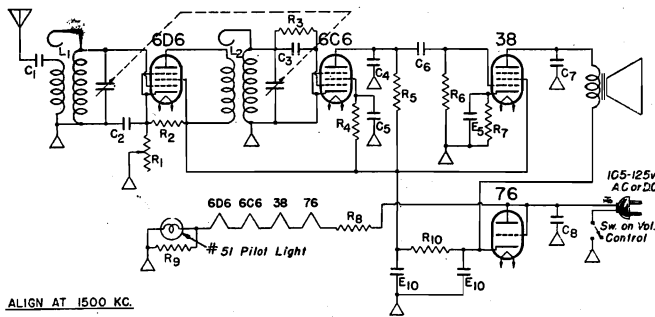 6D6
6C6
38
L1
L2
R3
C1
C3
C4
C6
C7
C2
R2
R1
R4
C5
R5
R6
E5
R7
105-125v.
A.C. or D.C.
76
6D6 6C6 38 76
R8
Sw. on Vol.
Control
C8
#51 Pilot Light
R9
R10
E10
E10
ALIGN AT 1500 KC.